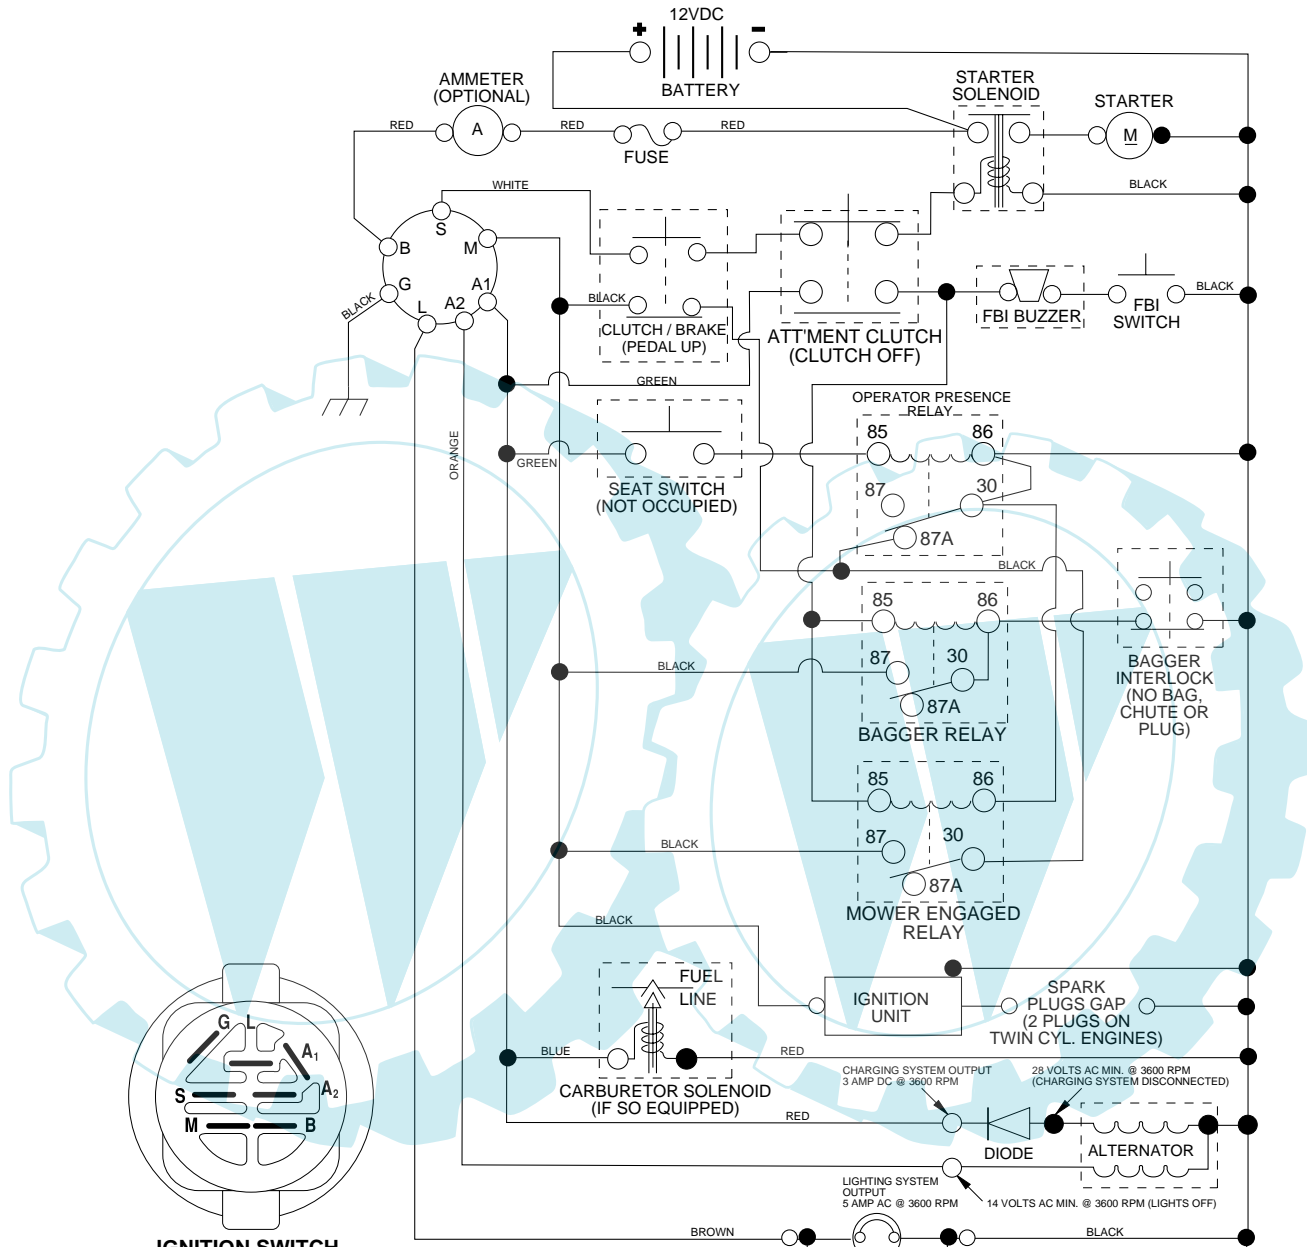 12VDC
+
-
BATTERY
AMMETER
(OPTIONAL)
STARTER
SOLENOID
STARTER
RED
A
RED
RED
M
FUSE
WHITE
BLACK
S
B
M
G
A1
L
A2
BLACK
BLACK
CLUTCH / BRAKE
(PEDAL UP)
ATT'MENT CLUTCH
(CLUTCH OFF)
FBI BUZZER
FBI
SWITCH
BLACK
GREEN
OPERATOR PRESENCE
RELAY
85
86
ORANGE
GREEN
SEAT SWITCH
(NOT OCCUPIED)
87
30
87A
BLACK
85
86
BLACK
87
30
87A
BAGGER RELAY
BAGGER
INTERLOCK
(NO BAG,
CHUTE OR
PLUG)
85
86
BLACK
87
30
87A
MOWER ENGAGED
RELAY
BLACK
FUEL
LINE
IGNITION
UNIT
SPARK
PLUGS GAP
(2 PLUGS ON
TWIN CYL. ENGINES)
BLUE
RED
CARBURETOR SOLENOID
(IF SO EQUIPPED)
CHARGING SYSTEM OUTPUT
3 AMP DC @ 3600 RPM
28 VOLTS AC MIN. @ 3600 RPM
(CHARGING SYSTEM DISCONNECTED)
RED
DIODE
ALTERNATOR
LIGHTING SYSTEM
OUTPUT
5 AMP AC @ 3600 RPM
14 VOLTS AC MIN. @ 3600 RPM (LIGHTS OFF)
BROWN
BLACK
G
L
A1
A2
S
M
B
IGNITION SWITCH